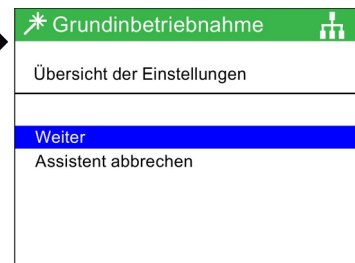 Grundinbetriebnahme
Übersicht der Einstellungen
Weiter
Assistent abbrechen